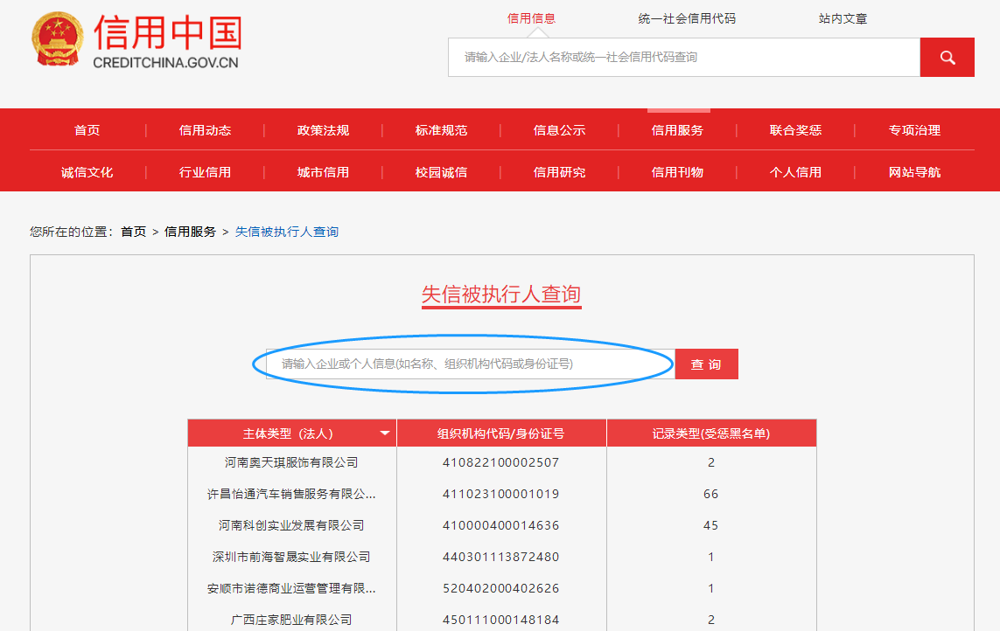 信用中国
CREDITCHINA.GOV.CN
信用信息 统一社会信用代码 站内文章
请输入企业/法人名称或统一社会信用代码查询
首页 | 信用动态 | 政策法规 | 标准规范 | 信息公示 | 信用服务 | 联合奖惩 | 专项治理
诚信文化 | 行业信用 | 城市信用 | 校园诚信 | 信用研究 | 信用刊物 | 个人信用 | 网站导航
您所在的位置：首页 > 信用服务 > 失信被执行人查询
失信被执行人查询
请输入企业或个人信息(如名称、组织机构代码或身份证号) 查 询
主体类型（法人） 组织机构代码/身份证号 记录类型(受惩黑名单)
河南奥天琪服饰有限公司 410822100002507 2
许昌怡通汽车销售服务有限公... 411023100001019 66
河南科创实业发展有限公司 410000400014636 45
深圳市前海智晟实业有限公司 440301113872480 1
安顺市诺德商业运营管理有限... 520402000402626 1
广西庄家肥业有限公司 450111000148184 2